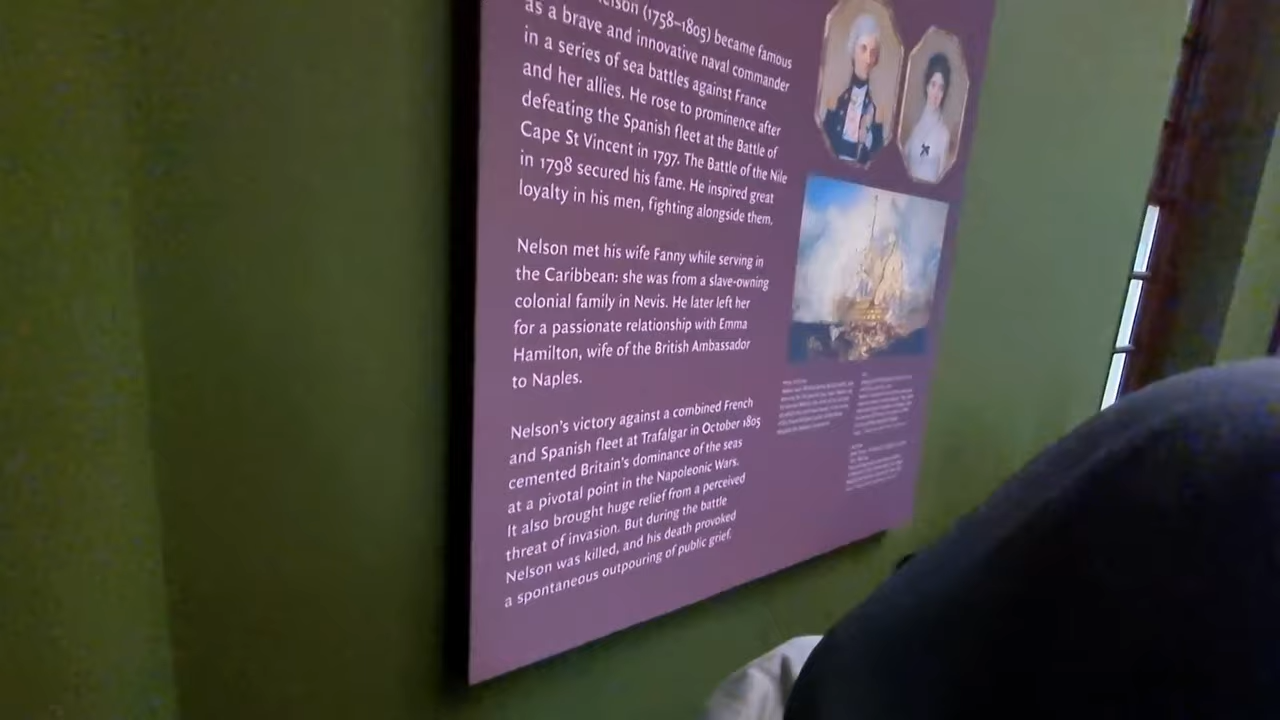 Nelson (1758–1805) became famous
as a brave and innovative naval commander
in a series of sea battles against France
and her allies. He rose to prominence after
defeating the Spanish fleet at the Battle of
Cape St Vincent in 1797. The Battle of the Nile
in 1798 secured his fame. He inspired great
loyalty in his men, fighting alongside them.
Nelson met his wife Fanny while serving in
the Caribbean: she was from a slave-owning
colonial family in Nevis. He later left her
for a passionate relationship with Emma
Hamilton, wife of the British Ambassador
to Naples.
Nelson's victory against a combined French
and Spanish fleet at Trafalgar in October 1805
cemented Britain's dominance of the seas
at a pivotal point in the Napoleonic Wars.
It also brought huge relief from a perceived
threat of invasion. But during the battle
Nelson was killed, and his death provoked
a spontaneous outpouring of public grief.